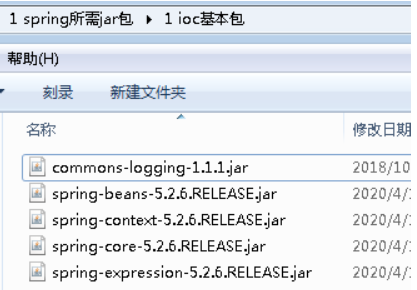 1 spring所需jar包 ▶ 1 ioc基本包
帮助(H)
刻录 新建文件夹
名称 修改日期
commons-logging-1.1.1.jar 2018/10
spring-beans-5.2.6.RELEASE.jar 2020/4/
spring-context-5.2.6.RELEASE.jar 2020/4/
spring-core-5.2.6.RELEASE.jar 2020/4/
spring-expression-5.2.6.RELEASE.jar 2020/4/